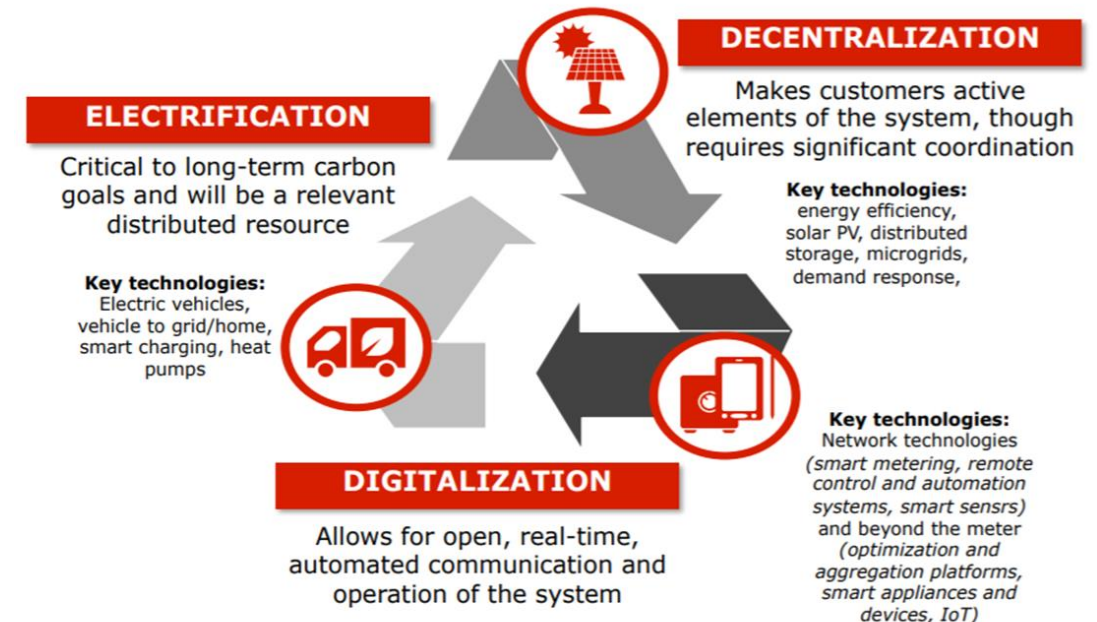 DECENTRALIZATION
Makes customers active
elements of the system, though
requires significant coordination
Key technologies:
energy efficiency,
solar PV, distributed
storage, microgrids,
demand response,
ELECTRIFICATION
Critical to long-term carbon
goals and will be a relevant
distributed resource
Key technologies:
Electric vehicles,
vehicle to grid/home,
smart charging, heat
pumps
DIGITALIZATION
Allows for open, real-time,
automated communication and
operation of the system
Key technologies:
Network technologies
(smart metering, remote
control and automation
systems, smart sensrs)
and beyond the meter
(optimization and
aggregation platforms,
smart appliances and
devices, IoT)